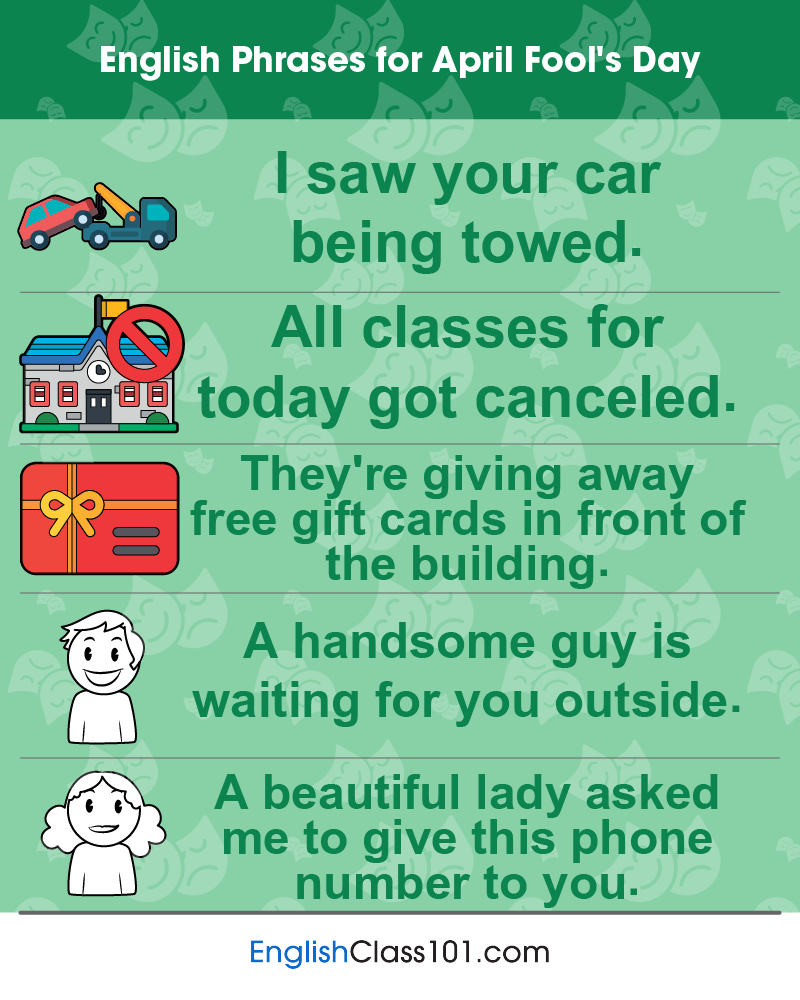 English Phrases for April Fool's Day
I saw your car
being towed.
All classes for
today got canceled.
They're giving away
free gift cards in front of
the building.
A handsome guy is
waiting for you outside.
A beautiful lady asked
me to give this phone
number to you.
EnglishClass101.com